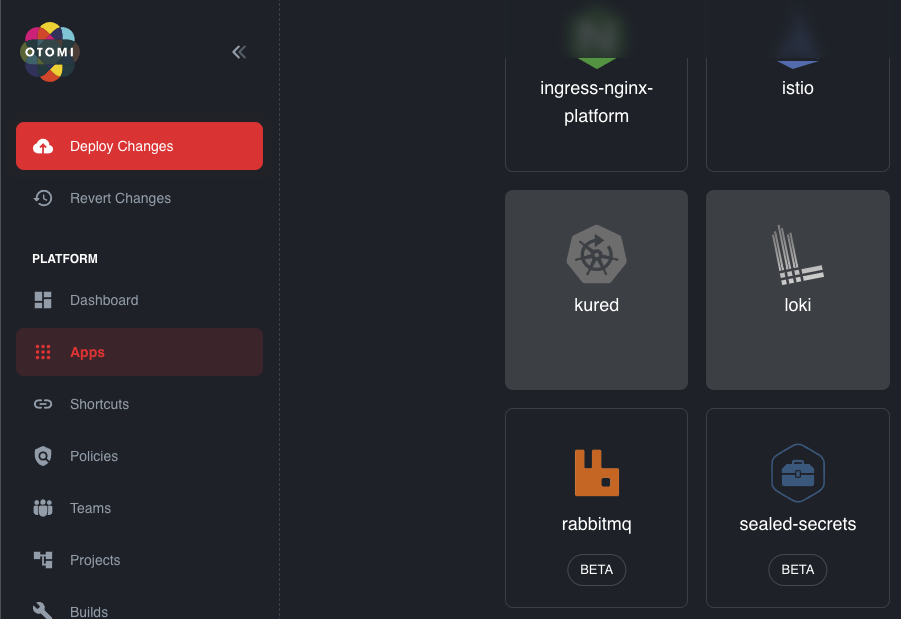 OTOMI
Deploy Changes
Revert Changes
PLATFORM
Dashboard
Apps
Shortcuts
Policies
Teams
Projects
Builds
ingress-nginx-
platform
istio
kured
loki
rabbitmq
BETA
sealed-secrets
BETA